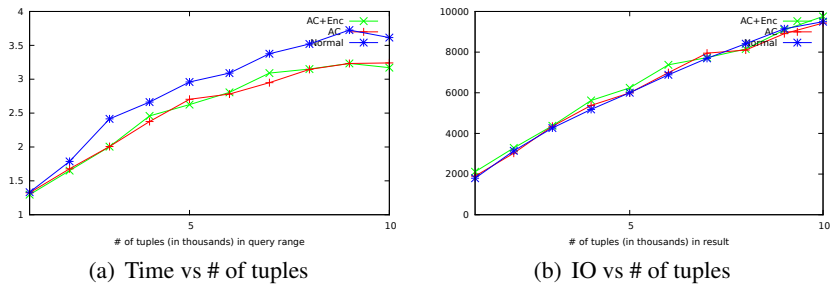 4
3.5
3
2.5
2
1.5
1
5
10
AC+Enc
AC
Normal
# of tuples (in thousands) in query range
(a) Time vs # of tuples
10000
8000
6000
4000
2000
0
5
10
AC+Enc
AC
Normal
# of tuples (in thousands) in result
(b) IO vs # of tuples